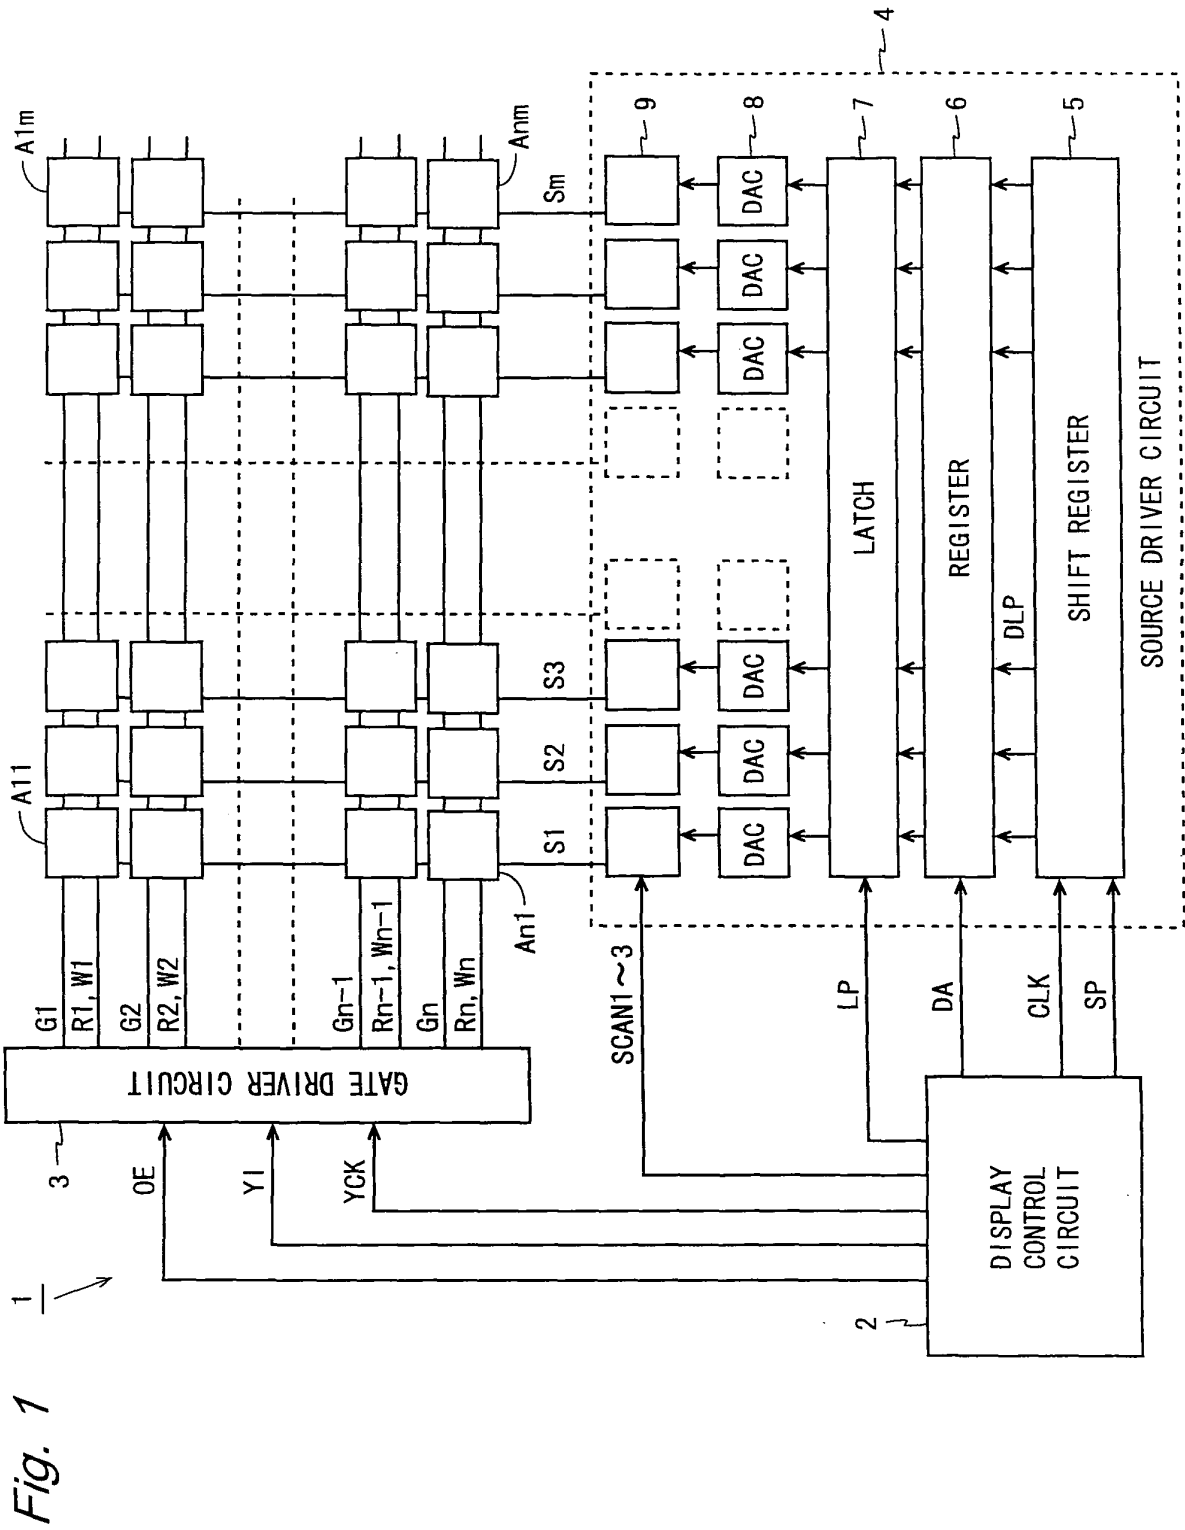 Fig. 1
1
3
GATE DRIVER CIRCUIT
OE
YI
YCK
G1
R1, W1
G2
R2, W2
Gn-1
Rn-1, Wn-1
Gn
Rn, Wn
A11
A1m
An1
Anm
S1
S2
S3
Sm
2
DISPLAY
CONTROL
CIRCUIT
SCAN1~3
LP
DA
CLK
SP
4
9
8
DAC
DAC
DAC
DAC
DAC
DAC
7
LATCH
6
REGISTER
DLP
5
SHIFT REGISTER
SOURCE DRIVER CIRCUIT